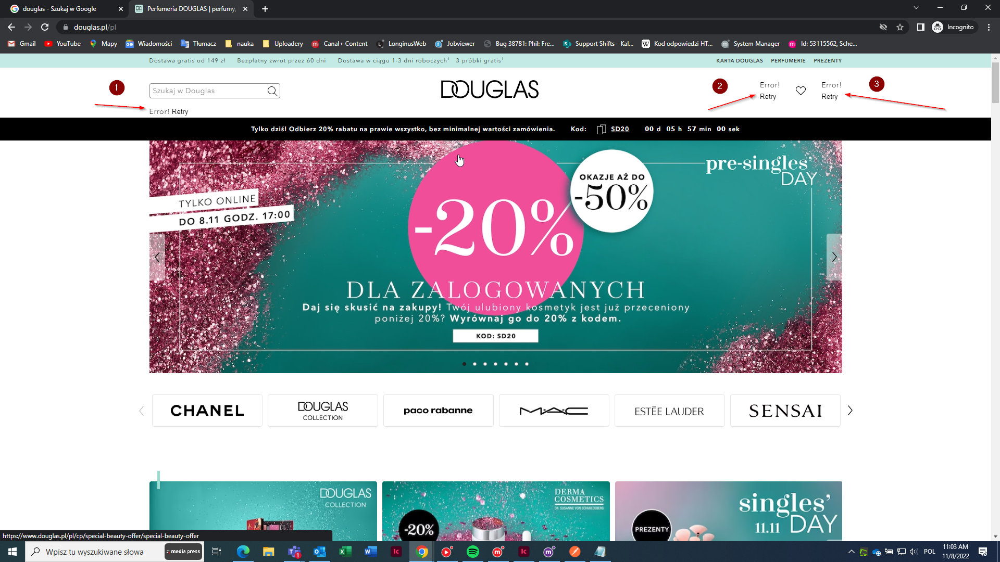 douglas - Szukaj w Google
Perfumeria DOUGLAS | perfumy,
douglas.pl/pl
Incognito
Gmail
YouTube
Mapy
Wiadomości
Tłumacz
nauka
Uploadery
Canal+ Content
LonginusWeb
Jobviewer
Bug 38781: Phil: Fre...
Support Shifts - Kal...
Kod odpowiedzi HT...
System Manager
Id: 53115562, Sche...
Dostawa gratis od 149 zł
Bezpłatny zwrot przez 60 dni
Dostawa w ciągu 1-3 dni roboczych¹
3 próbki gratis¹
KARTA DOUGLAS
PERFUMERIE
PREZENTY
1
Szukaj w Douglas
Error! Retry
DOUGLAS
2
Error!
Retry
Error!
Retry
3
Tylko dziś! Odbierz 20% rabatu na prawie wszystko, bez minimalnej wartości zamówienia. Kod: SD20 00 d 05 h 57 min 00 sek
TYLKO ONLINE
DO 8.11 GODZ. 17:00
-20%
OKAZJE AŻ DO
-50%
pre-singles'
DAY
DLA ZALOGOWANYCH
Daj się skusić na zakupy! Twój ulubiony kosmetyk jest już przeceniony
poniżej 20%? Wyrównaj go do 20% z kodem.
KOD: SD20
CHANEL
DOUGLAS
COLLECTION
paco rabanne
MAC
ESTĒE LAUDER
SENSAI
DOUGLAS
COLLECTION
DERMA
COSMETICS
DR. SUSANNE VON SCHMIEDEBERG
-20%
PREZENTY
singles'
11.11 DAY
https://www.douglas.pl/pl/cp/special-beauty-offer/special-beauty-offer
Wpisz tu wyszukiwane słowa
media press
1
Ic
Ic
POL
11:03 AM
11/8/2022